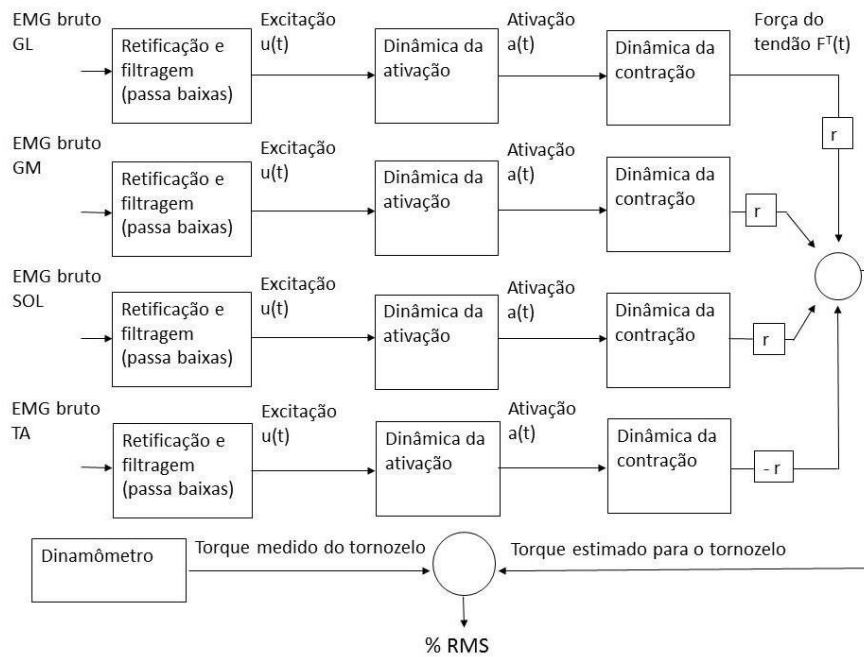 EMG bruto
GL
Retificação e
filtragem
(passa baixas)
Excitação
u(t)
Dinâmica da
ativação
Ativação
a(t)
Dinâmica da
contração
Força do
tendão Fᵀ(t)
r
EMG bruto
GM
Retificação e
filtragem
(passa baixas)
Excitação
u(t)
Dinâmica da
ativação
Ativação
a(t)
Dinâmica da
contração
r
EMG bruto
SOL
Retificação e
filtragem
(passa baixas)
Excitação
u(t)
Dinâmica da
ativação
Ativação
a(t)
Dinâmica da
contração
r
EMG bruto
TA
Retificação e
filtragem
(passa baixas)
Excitação
u(t)
Dinâmica da
ativação
Ativação
a(t)
Dinâmica da
contração
- r
Dinamômetro
Torque medido do tornozelo
Torque estimado para o tornozelo
% RMS